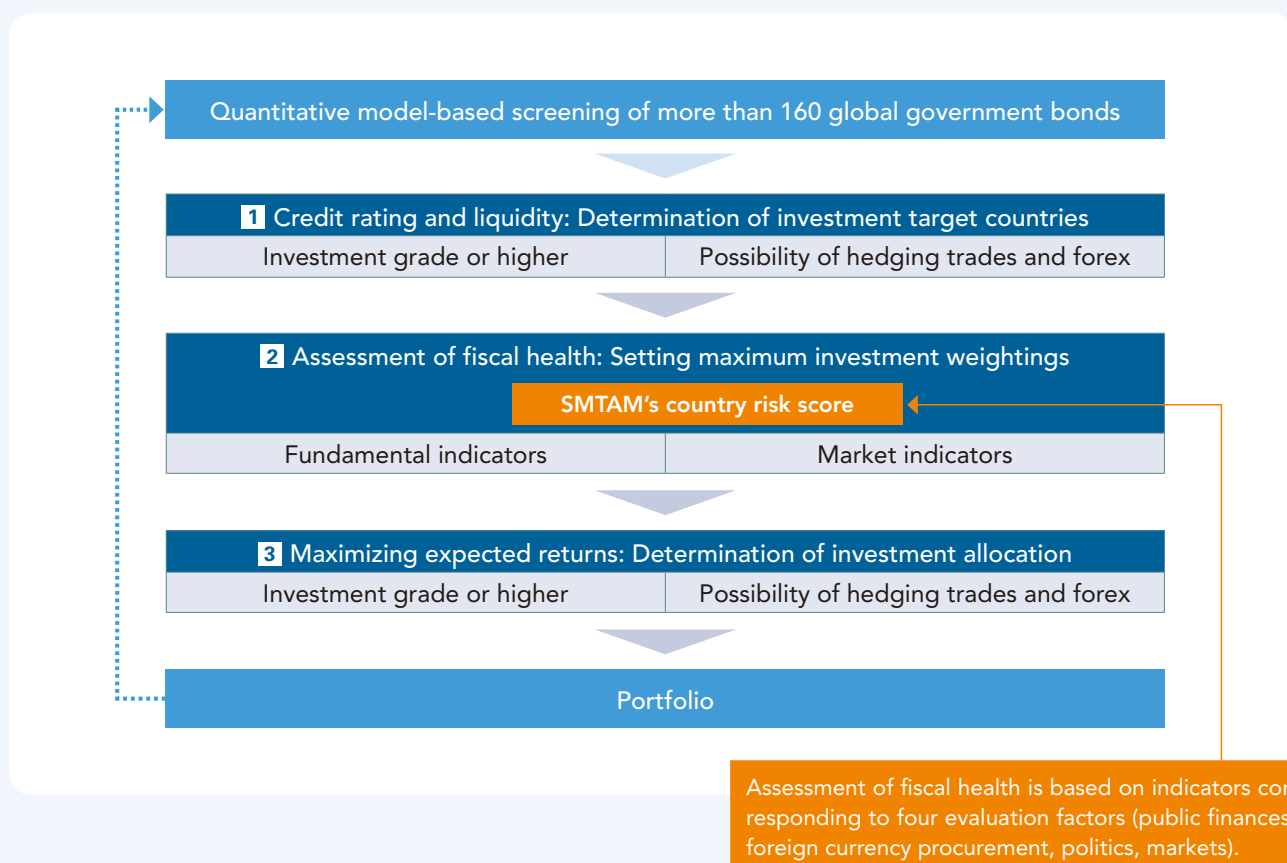 Quantitative model-based screening of more than 160 global government bonds
1 Credit rating and liquidity: Determination of investment target countries
Investment grade or higher
Possibility of hedging trades and forex
2 Assessment of fiscal health: Setting maximum investment weightings
SMTAM's country risk score
Fundamental indicators
Market indicators
3 Maximizing expected returns: Determination of investment allocation
Investment grade or higher
Possibility of hedging trades and forex
Portfolio
Assessment of fiscal health is based on indicators cor
responding to four evaluation factors (public finances
foreign currency procurement, politics, markets).